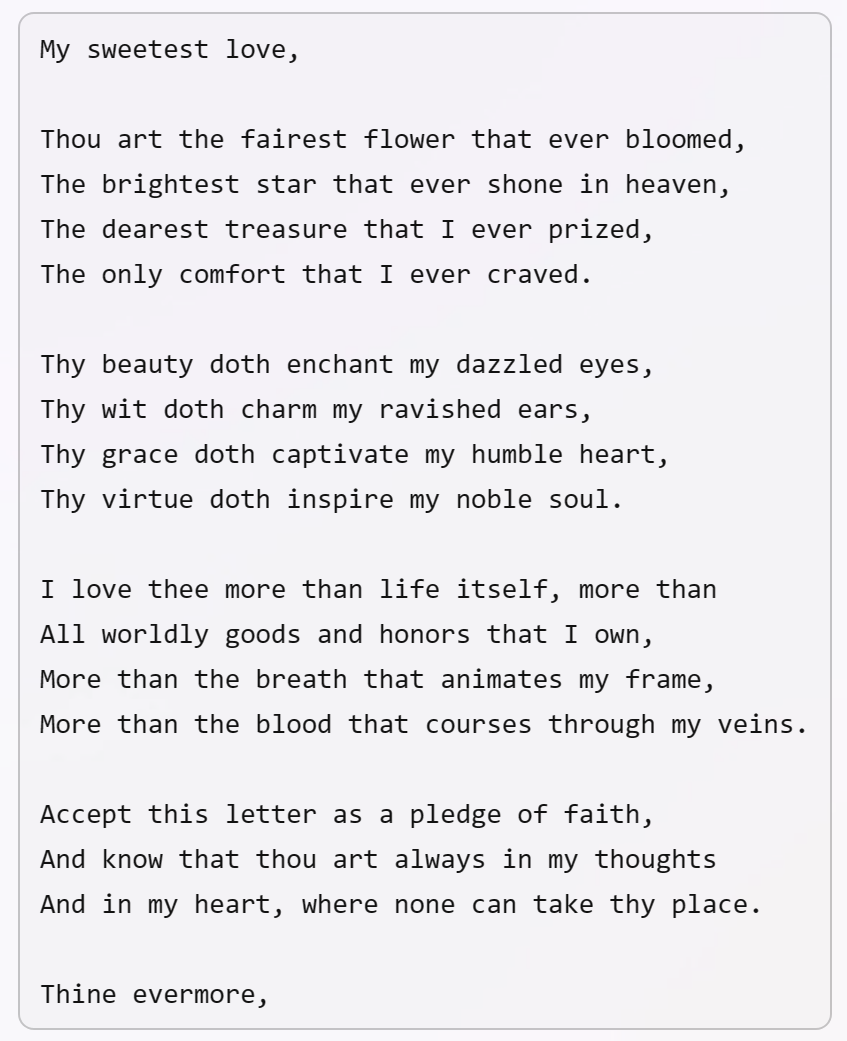 My sweetest love,

Thou art the fairest flower that ever bloomed,
The brightest star that ever shone in heaven,
The dearest treasure that I ever prized,
The only comfort that I ever craved.

Thy beauty doth enchant my dazzled eyes,
Thy wit doth charm my ravished ears,
Thy grace doth captivate my humble heart,
Thy virtue doth inspire my noble soul.

I love thee more than life itself, more than
All worldly goods and honors that I own,
More than the breath that animates my frame,
More than the blood that courses through my veins.

Accept this letter as a pledge of faith,
And know that thou art always in my thoughts
And in my heart, where none can take thy place.

Thine evermore,